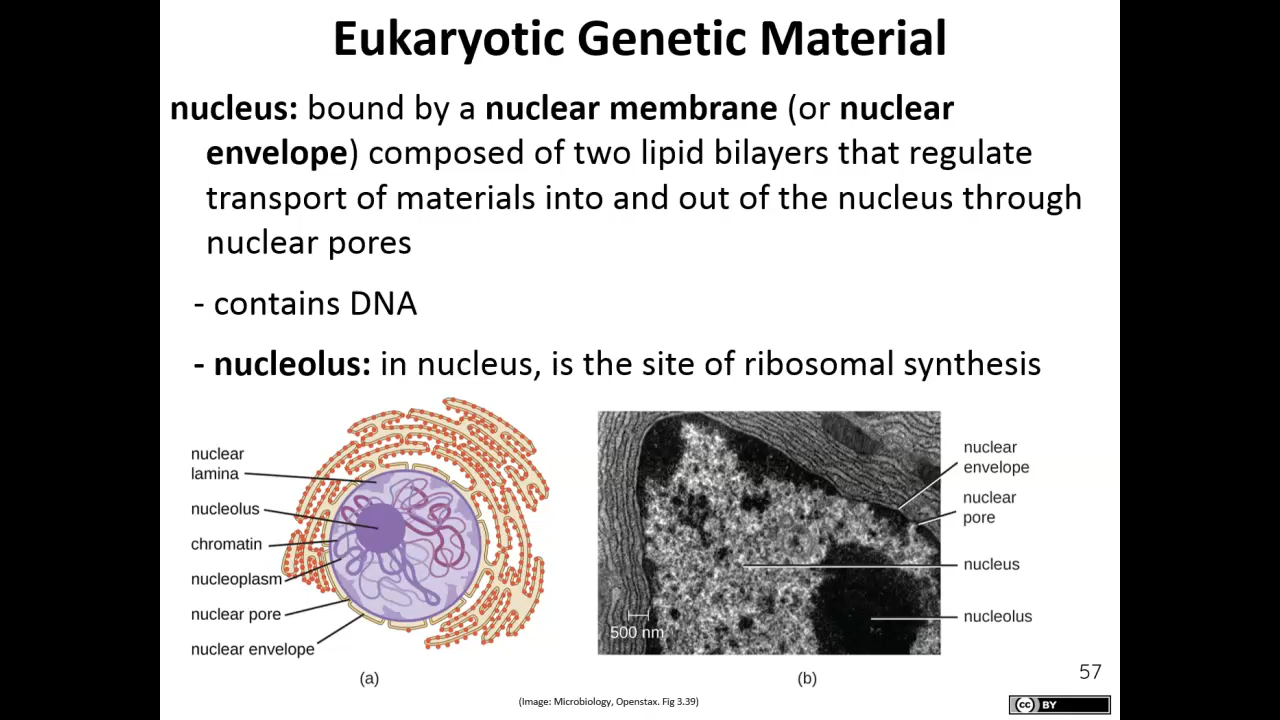 Eukaryotic Genetic Material
nucleus: bound by a nuclear membrane (or nuclear
envelope) composed of two lipid bilayers that regulate
transport of materials into and out of the nucleus through
nuclear pores
- contains DNA
- nucleolus: in nucleus, is the site of ribosomal synthesis
nuclear
lamina
nucleolus
chromatin
nucleoplasm
nuclear pore
nuclear envelope
(a)
500 nm
nuclear
envelope
nuclear
pore
nucleus
nucleolus
(b)
57
(Image: Microbiology, Openstax. Fig 3.39)
cc BY